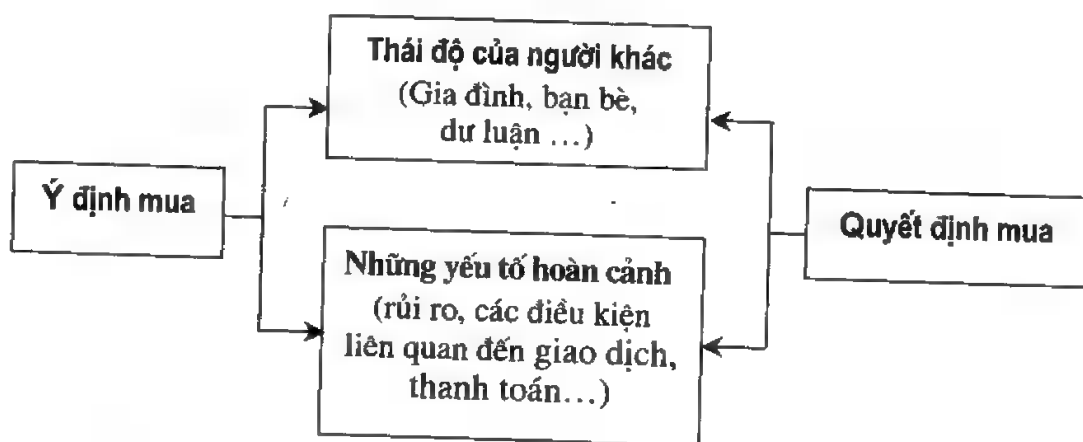 Thái độ của người khác
(Gia đình, bạn bè,
dư luận ...)
Ý định mua
Quyết định mua
Những yếu tố hoàn cảnh
(rủi ro, các điều kiện
liên quan đến giao dịch,
thanh toán...)